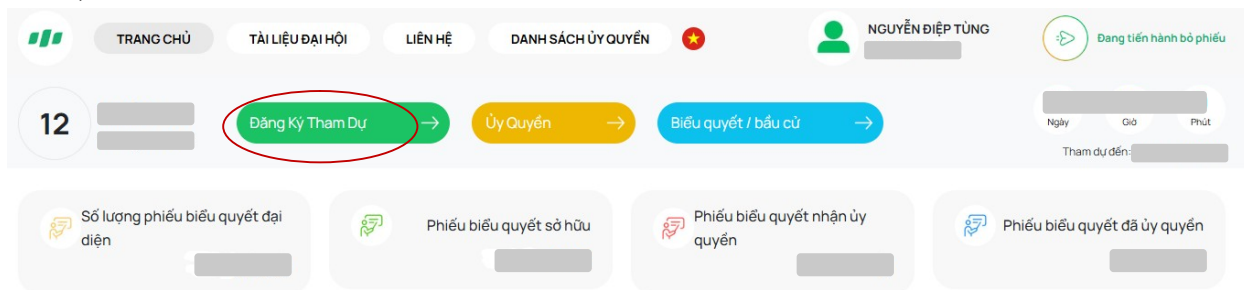 TRANG CHỦ
TÀI LIỆU ĐẠI HỘI
LIÊN HỆ
DANH SÁCH ỦY QUYỀN
NGUYỄN ĐIỆP TÙNG
Đang tiến hành bỏ phiếu
12
Đăng Ký Tham Dự
Ủy Quyền
Biểu quyết / bầu cử
Ngày
Giờ
Phút
Tham dự đến:
Số lượng phiếu biểu quyết đại
diện
Phiếu biểu quyết sở hữu
Phiếu biểu quyết nhận ủy
quyền
Phiếu biểu quyết đã ủy quyền